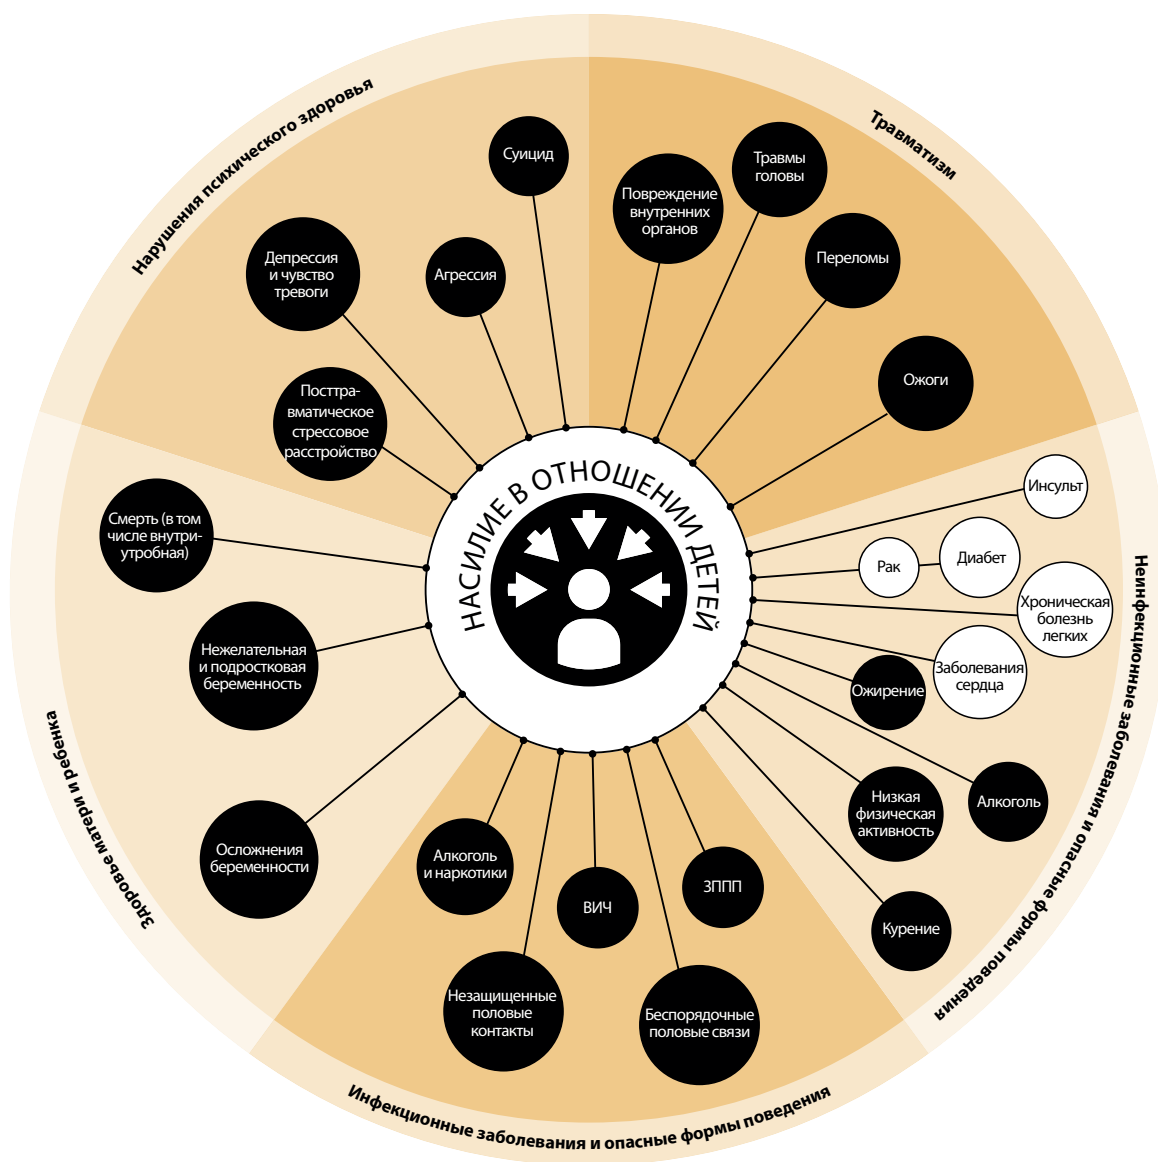 Нарушения психического здоровья
Суицид
Депрессия
и чувство
тревоги
Агрессия
Посттра-
вматическое
стрессовое
расстройство
Травматизм
Повреждение
внутренних
органов
Травмы
головы
Переломы
Ожоги
НАСИЛИЕ В ОТНОШЕНИИ ДЕТЕЙ
Неинфекционные заболевания и опасные формы поведения
Инсульт
Рак
Диабет
Хроническая
болезнь
легких
Заболевания
сердца
Ожирение
Алкоголь
Низкая
физическая
активность
Курение
Инфекционные заболевания и опасные формы поведения
ЗППП
Беспорядочные
половые связи
ВИЧ
Незащищенные
половые
контакты
Алкоголь
и наркотики
Здоровье матери и ребенка
Осложнения
беременности
Нежелательная
и подростковая
беременность
Смерть (в том
числе внутри-
утробная)